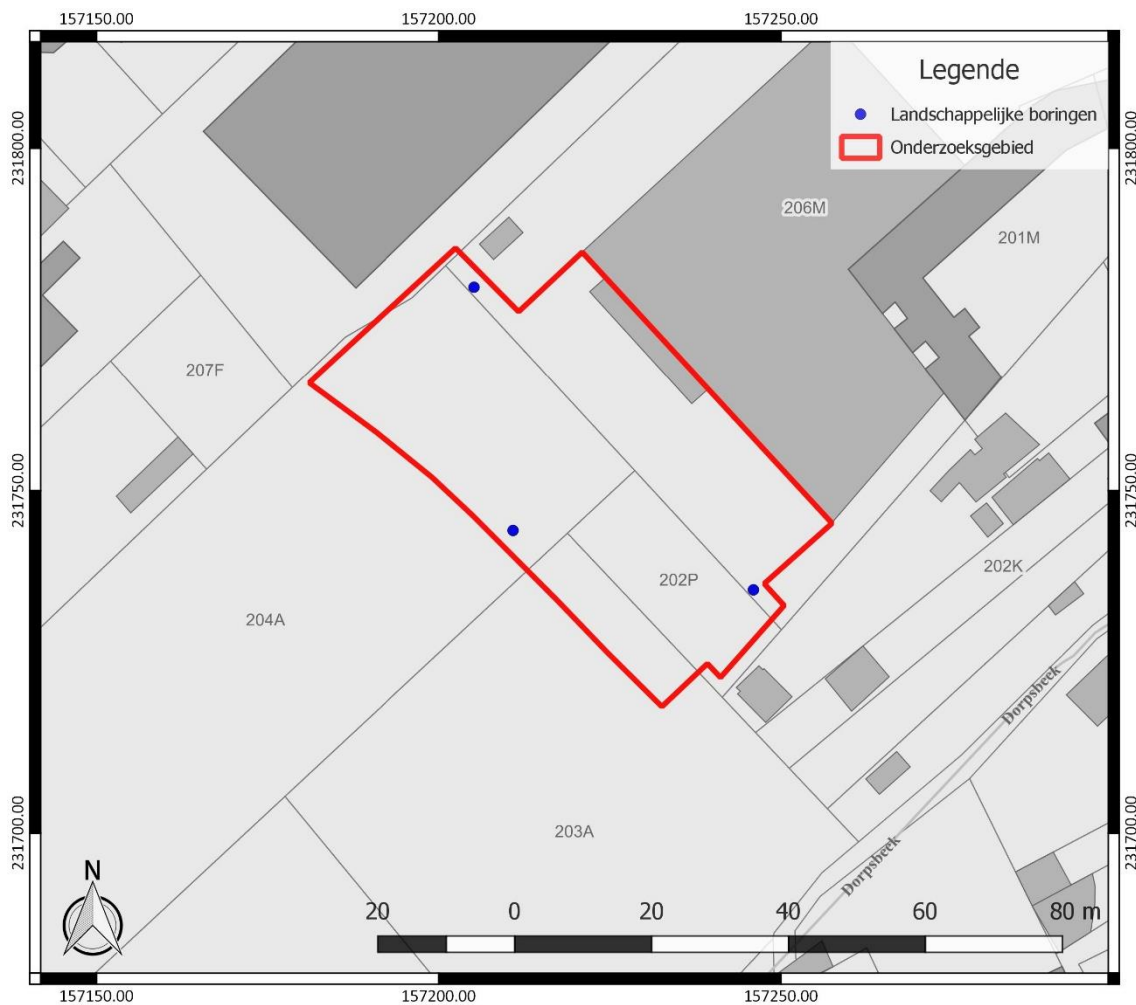 157150.00
157200.00
157250.00
Legende
Landschappelijke boringen
Onderzoeksgebied
231800.00
231800.00
206M
201M
207F
231750.00
231750.00
202K
202P
204A
Dorpsbeek
203A
231700.00
231700.00
Dorpsbeek
N
20 0 20 40 60 80 m
157150.00
157200.00
157250.00